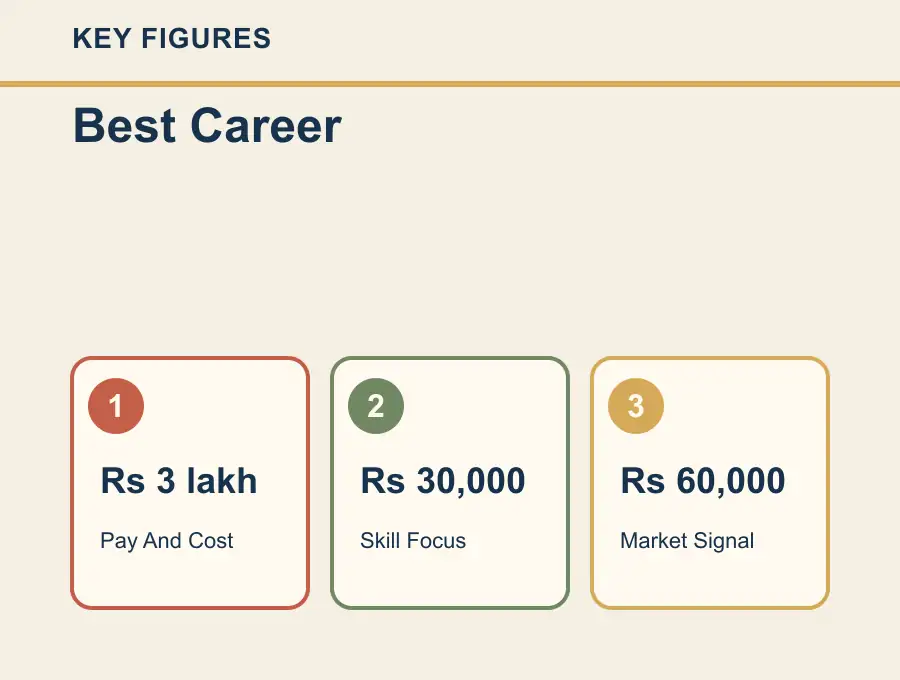 KEY FIGURES
Best Career
1
Rs 3 lakh
Pay And Cost
2
Rs 30,000
Skill Focus
3
Rs 60,000
Market Signal